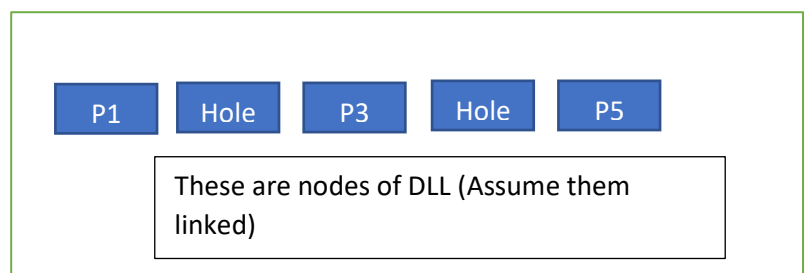 P1 Hole P3 Hole P5
These are nodes of DLL (Assume them
linked)